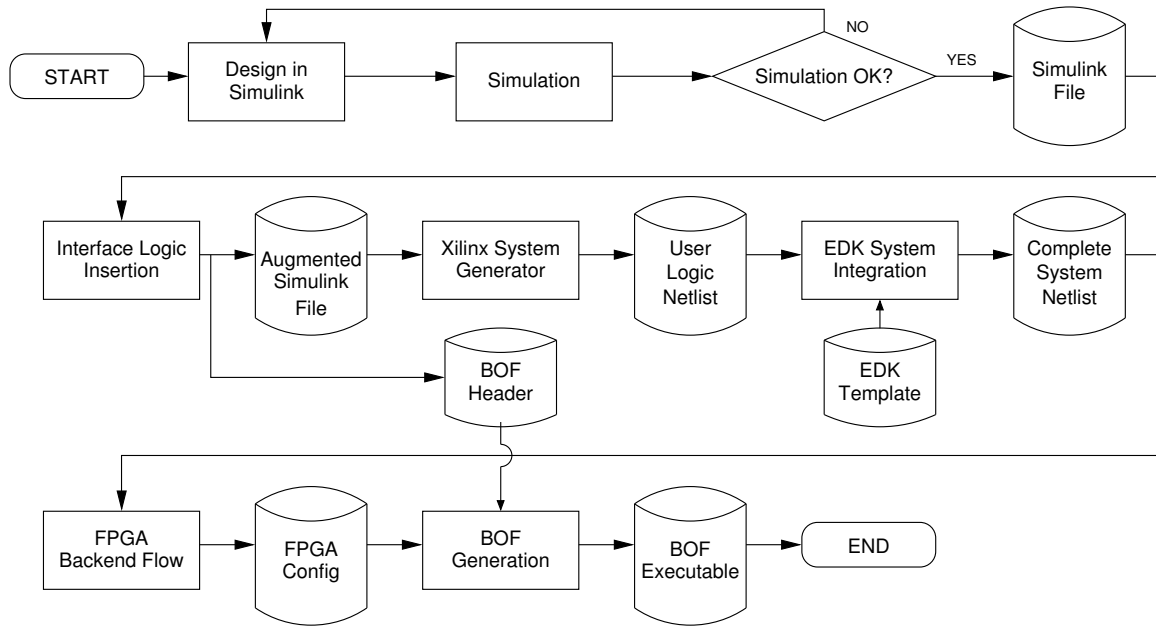 START
Design in
Simulink
Simulation
Simulation OK?
NO
YES
Simulink
File
Interface Logic
Insertion
Augmented
Simulink
File
Xilinx System
Generator
User
Logic
Netlist
EDK System
Integration
Complete
System
Netlist
BOF
Header
EDK
Template
FPGA
Backend Flow
FPGA
Config
BOF
Generation
BOF
Executable
END